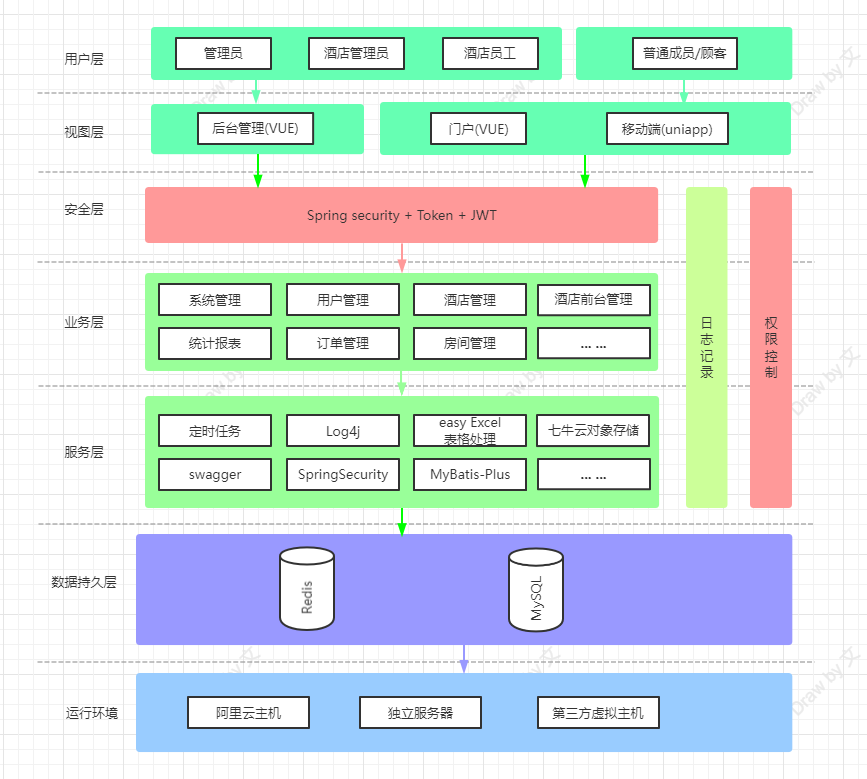 用户层
管理员
酒店管理员
酒店员工
普通成员/顾客
视图层
后台管理(VUE)
门户(VUE)
移动端(uniapp)
安全层
Spring security + Token + JWT
业务层
系统管理
用户管理
酒店管理
酒店前台管理
统计报表
订单管理
房间管理
... ...
日志记录
权限控制
服务层
定时任务
Log4j
easy Excel
表格处理
七牛云对象存储
swagger
SpringSecurity
MyBatis-Plus
... ...
数据持久层
Redis
MySQL
运行环境
阿里云主机
独立服务器
第三方虚拟主机
Draw by 文
Draw by 文
Draw by 文